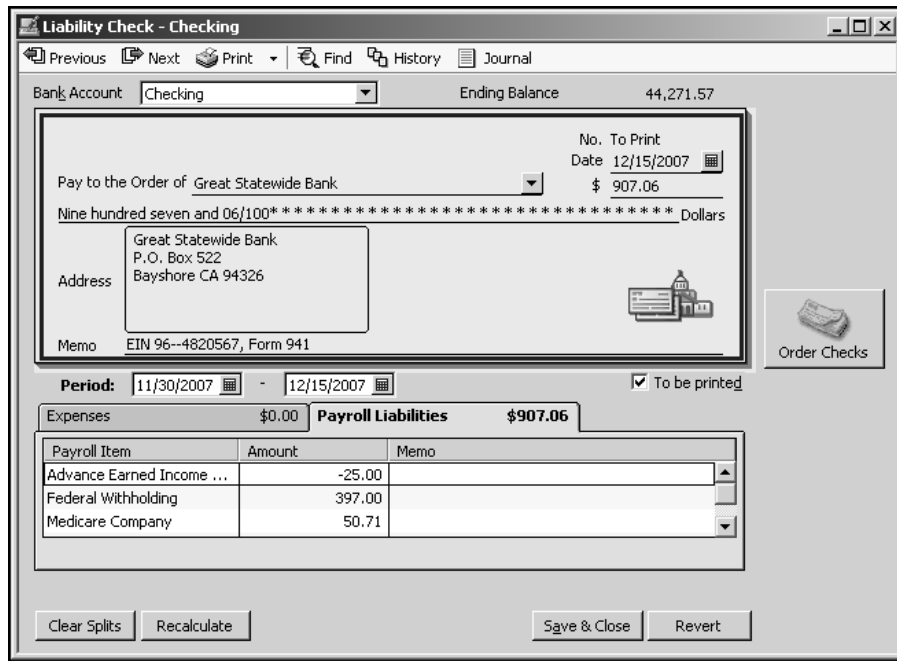 Liability Check - Checking
Previous Next Print Find History Journal
Bank Account Checking Ending Balance 44,271.57
No. To Print
Date 12/15/2007
Pay to the Order of Great Statewide Bank $ 907.06
Nine hundred seven and 06/100* * * * * * * * * * * * * * * * * * * * * * * * * * * * * * * * * Dollars
Great Statewide Bank
P.O. Box 522
Bayshore CA 94326
Address
Memo EIN 96--4820567, Form 941
Order Checks
Period: 11/30/2007 - 12/15/2007 To be printed
Expenses $0.00 Payroll Liabilities $907.06
Payroll Item Amount Memo
Advance Earned Income ... -25.00
Federal Withholding 397.00
Medicare Company 50.71
Clear Splits Recalculate Save & Close Revert